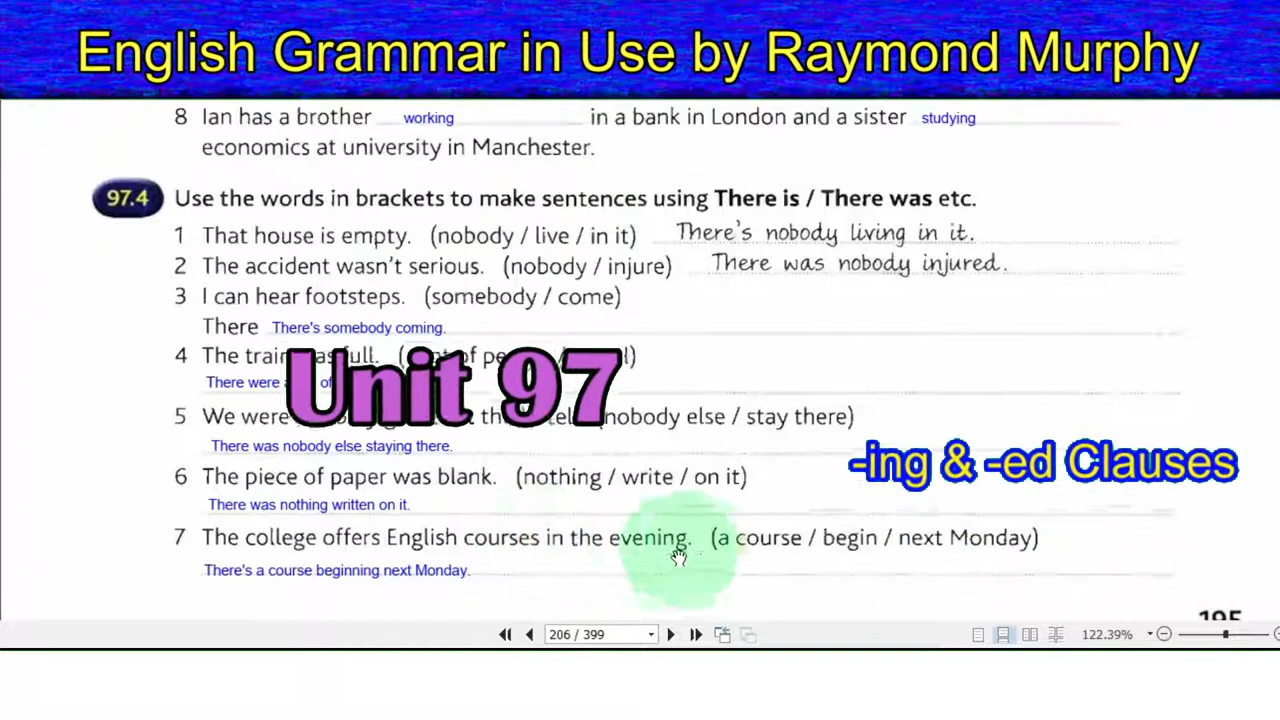 English Grammar in Use by Raymond Murphy
8 Ian has a brother working in a bank in London and a sister studying
economics at university in Manchester.
97.4 Use the words in brackets to make sentences using There is / There was etc.
1 That house is empty. (nobody / live / in it) There's nobody living in it.
2 The accident wasn't serious. (nobody / injure) There was nobody injured.
3 I can hear footsteps. (somebody / come)
There There's somebody coming.
4 The train full.
There were
Unit 97
5 We were (nobody else / stay there)
There was nobody else staying there.
-ing & -ed Clauses
6 The piece of paper was blank. (nothing / write / on it)
There was nothing written on it.
7 The college offers English courses in the evening. (a course / begin / next Monday)
There's a course beginning next Monday.
195
206 / 399
122.39%